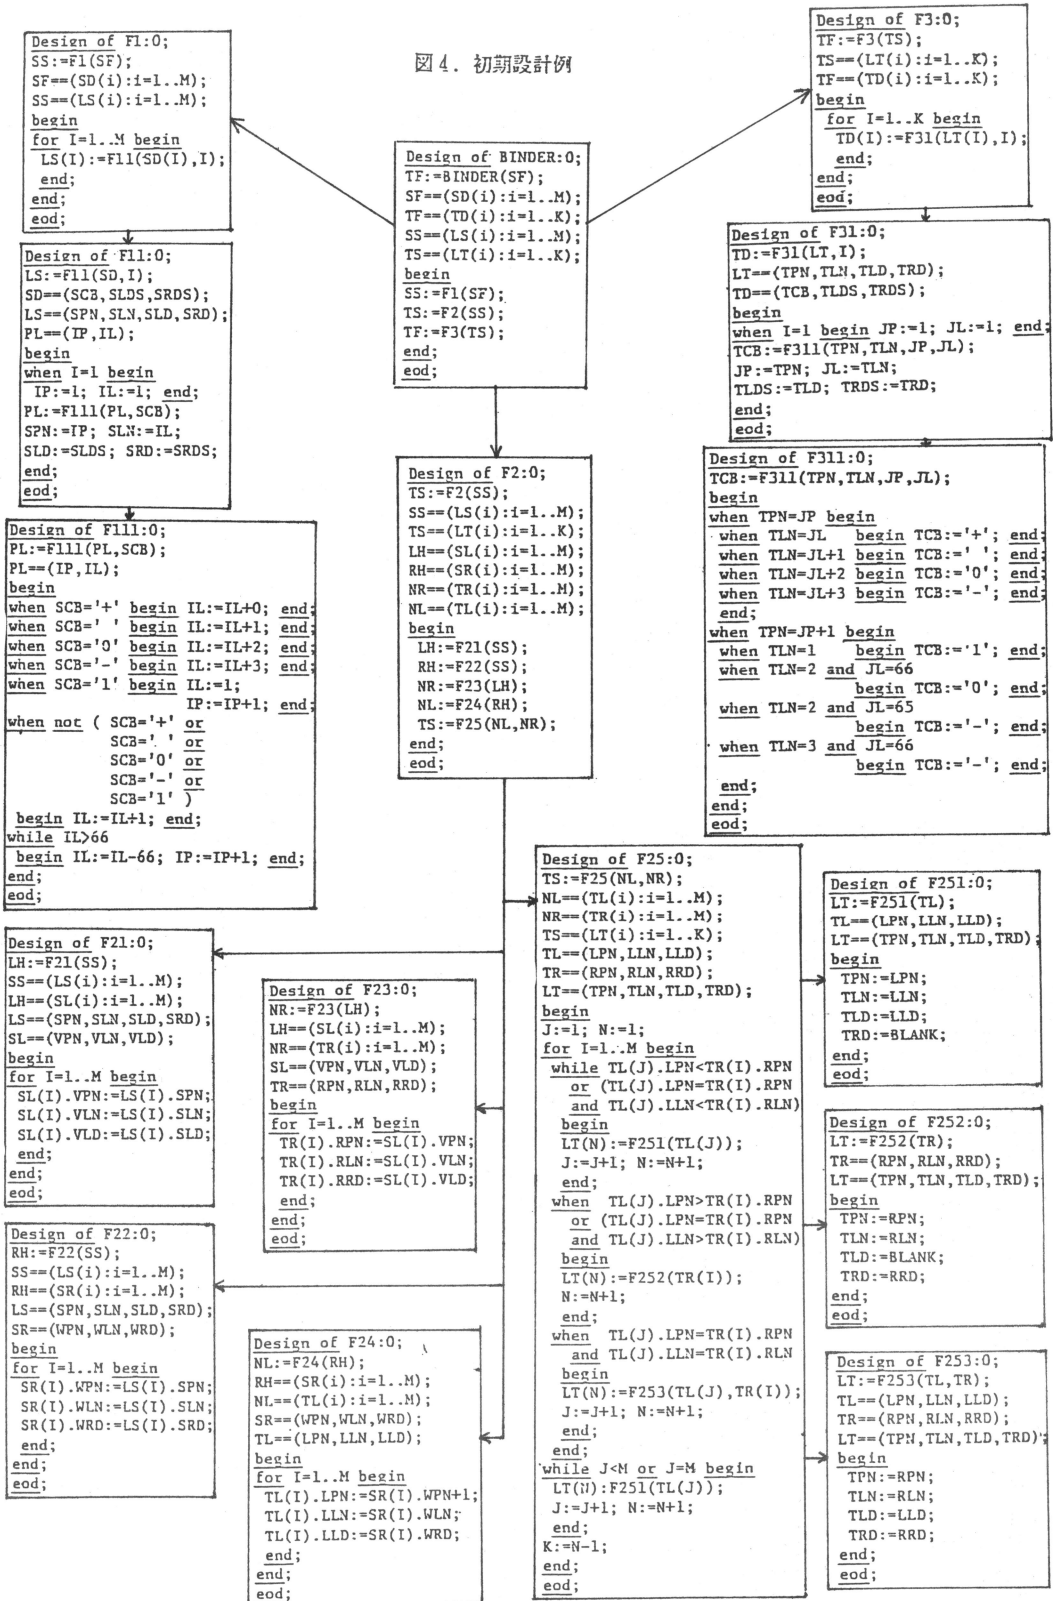 図4. 初期設計例
Design of F1:0;
SS:=F1(SF);
SF==(SD(i):i=1..M);
SS==(LS(i):i=1..M);
begin
for I=1..M begin
LS(I):=F11(SD(I),I);
end;
end;
eod;
Design of F11:0;
LS:=F11(SD,I);
SD==(SCB,SLDS,SRDS);
LS==(SPN,SLN,SLD,SRD);
PL==(IP,IL);
begin
when I=1 begin
IP:=1; IL:=1; end;
PL:=F111(PL,SCB);
SPN:=IP; SLN:=IL;
SLD:=SLDS; SRD:=SRDS;
end;
eod;
Design of F111:0;
PL:=F111(PL,SCB);
PL==(IP,IL);
begin
when SCB='+' begin IL:=IL+0; end;
when SCB=' ' begin IL:=IL+1; end;
when SCB='0' begin IL:=IL+2; end;
when SCB='-' begin IL:=IL+3; end;
when SCB='1' begin IL:=1;
IP:=IP+1; end;
when not ( SCB='+' or
SCB=' ' or
SCB='0' or
SCB='-' or
SCB='1' )
begin IL:=IL+1; end;
while IL>66
begin IL:=IL-66; IP:=IP+1; end;
end;
eod;
Design of BINDER:0;
TF:=BINDER(SF);
SF==(SD(i):i=1..M);
TF==(TD(i):i=1..K);
SS==(LS(i):i=1..M);
TS==(LT(i):i=1..K);
begin
SS:=F1(SF);
TS:=F2(SS);
TF:=F3(TS);
end;
eod;
Design of F2:0;
TS:=F2(SS);
SS==(LS(i):i=1..M);
TS==(LT(i):i=1..K);
LH==(SL(i):i=1..M);
RH==(SR(i):i=1..M);
NR==(TR(i):i=1..M);
NL==(TL(i):i=1..M);
begin
LH:=F21(SS);
RH:=F22(SS);
NR:=F23(LH);
NL:=F24(RH);
TS:=F25(NL,NR);
end;
eod;
Design of F3:0;
TF:=F3(TS);
TS==(LT(i):i=1..K);
TF==(TD(i):i=1..K);
begin
for I=1..K begin
TD(I):=F31(LT(I),I);
end;
end;
eod;
Design of F31:0;
TD:=F31(LT,I);
LT==(TPN,TLN,TLD,TRD);
TD==(TCB,TLDS,TRDS);
begin
when I=1 begin JP:=1; JL:=1; end;
TCB:=F311(TPN,TLN,JP,JL);
JP:=TPN; JL:=TLN;
TLDS:=TLD; TRDS:=TRD;
end;
eod;
Design of F311:0;
TCB:=F311(TPN,TLN,JP,JL);
begin
when TPN=JP begin
when TLN=JL begin TCB:='+'; end;
when TLN=JL+1 begin TCB:=' '; end;
when TLN=JL+2 begin TCB:='0'; end;
when TLN=JL+3 begin TCB:='-'; end;
end;
when TPN=JP+1 begin
when TLN=1 begin TCB:='1'; end;
when TLN=2 and JL=66
begin TCB:='0'; end;
when TLN=2 and JL=65
begin TCB:='-'; end;
when TLN=3 and JL=66
begin TCB:='-'; end;
end;
end;
eod;
Design of F21:0;
LH:=F21(SS);
SS==(LS(i):i=1..M);
LH==(SL(i):i=1..M);
LS==(SPN,SLN,SLD,SRD);
SL==(VPN,VLN,VLD);
begin
for I=1..M begin
SL(I).VPN:=LS(I).SPN;
SL(I).VLN:=LS(I).SLN;
SL(I).VLD:=LS(I).SLD;
end;
end;
eod;
Design of F22:0;
RH:=F22(SS);
SS==(LS(i):i=1..M);
RH==(SR(i):i=1..M);
LS==(SPN,SLN,SLD,SRD);
SR==(WPN,WLN,WRD);
begin
for I=1..M begin
SR(I).WPN:=LS(I).SPN;
SR(I).WLN:=LS(I).SLN;
SR(I).WRD:=LS(I).SRD;
end;
end;
eod;
Design of F23:0;
NR:=F23(LH);
LH==(SL(i):i=1..M);
NR==(TR(i):i=1..M);
SL==(VPN,VLN,VLD);
TR==(RPN,RLN,RRD);
begin
for I=1..M begin
TR(I).RPN:=SL(I).VPN;
TR(I).RLN:=SL(I).VLN;
TR(I).RRD:=SL(I).VLD;
end;
end;
eod;
Design of F24:0;
NL:=F24(RH);
RH==(SR(i):i=1..M);
NL==(TL(i):i=1..M);
SR==(WPN,WLN,WRD);
TL==(LPN,LLN,LLD);
begin
for I=1..M begin
TL(I).LPN:=SR(I).WPN+1;
TL(I).LLN:=SR(I).WLN;
TL(I).LLD:=SR(I).WRD;
end;
end;
eod;
Design of F25:0;
TS:=F25(NL,NR);
NL==(TL(i):i=1..M);
NR==(TR(i):i=1..M);
TS==(LT(i):i=1..K);
TL==(LPN,LLN,LLD);
TR==(RPN,RLN,RRD);
LT==(TPN,TLN,TLD,TRD);
begin
J:=1; N:=1;
for I=1..M begin
while TL(J).LPN<TR(I).RPN
or (TL(J).LPN=TR(I).RPN
and TL(J).LLN<TR(I).RLN)
begin
LT(N):=F251(TL(J));
J:=J+1; N:=N+1;
end;
when TL(J).LPN>TR(I).RPN
or (TL(J).LPN=TR(I).RPN
and TL(J).LLN>TR(I).RLN)
begin
LT(N):=F252(TR(I));
N:=N+1;
end;
when TL(J).LPN=TR(I).RPN
and TL(J).LLN=TR(I).RLN
begin
LT(N):=F253(TL(J),TR(I));
J:=J+1; N:=N+1;
end;
end;
while J<M or J=M begin
LT(N):F251(TL(J));
J:=J+1; N:=N+1;
end;
K:=N-1;
end;
eod;
Design of F251:0;
LT:=F251(TL);
TL==(LPN,LLN,LLD);
LT==(TPN,TLN,TLD,TRD);
begin
TPN:=LPN;
TLN:=LLN;
TLD:=LLD;
TRD:=BLANK;
end;
eod;
Design of F252:0;
LT:=F252(TR);
TR==(RPN,RLN,RRD);
LT==(TPN,TLN,TLD,TRD);
begin
TPN:=RPN;
TLN:=RLN;
TLD:=BLANK;
TRD:=RRD;
end;
eod;
Design of F253:0;
LT:=F253(TL,TR);
TL==(LPN,LLN,LLD);
TR==(RPN,RLN,RRD);
LT==(TPN,TLN,TLD,TRD);
begin
TPN:=RPN;
TLN:=RLN;
TLD:=LLD;
TRD:=RRD;
end;
eod;